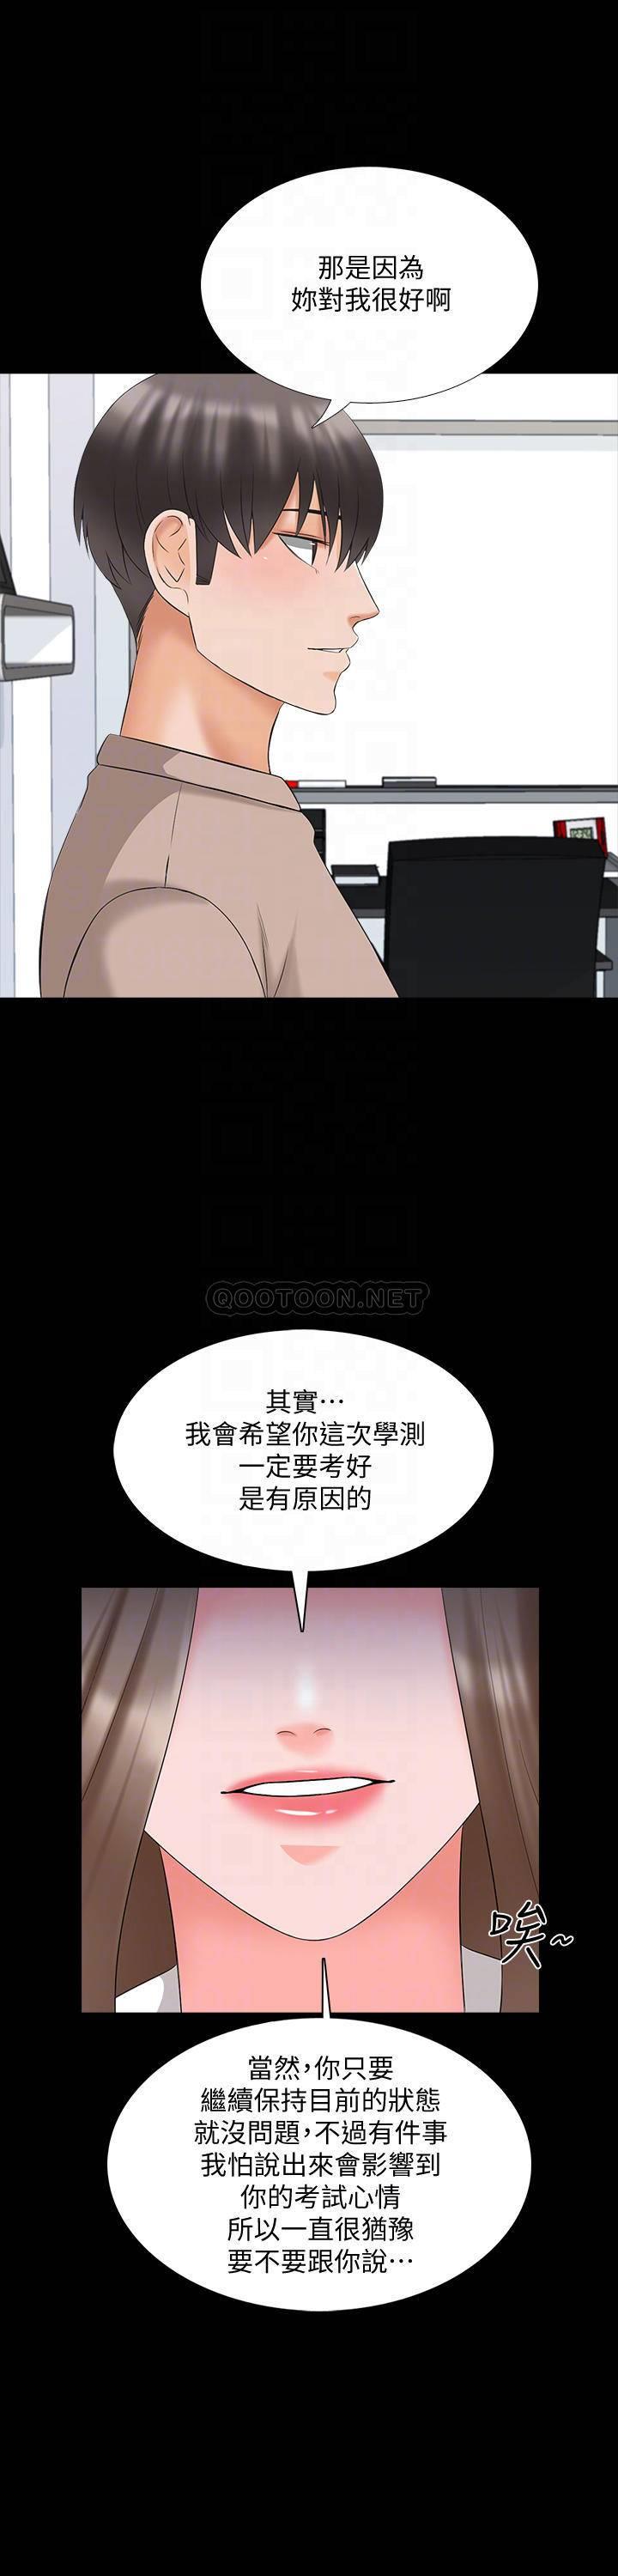 那是因為
妳對我很好啊
QOOTOON.NET
其實⋯
我會希望你這次學測
一定要考好
是有原因的
唉~
當然，你只要
繼續保持目前的狀態
就沒問題，不過有件事
我怕說出來會影響到
你的考試心情
所以一直很猶豫
要不要跟你說⋯